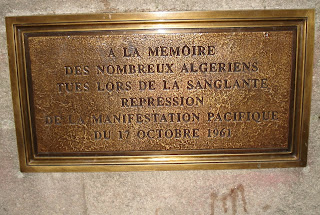 A LA MEMOIRE
DES NOMBREUX ALGERIENS
TUES LORS DE LA SANGLANTE
REPRESSION
DE LA MANIFESTATION PACIFIQUE
DU 17 OCTOBRE 1961